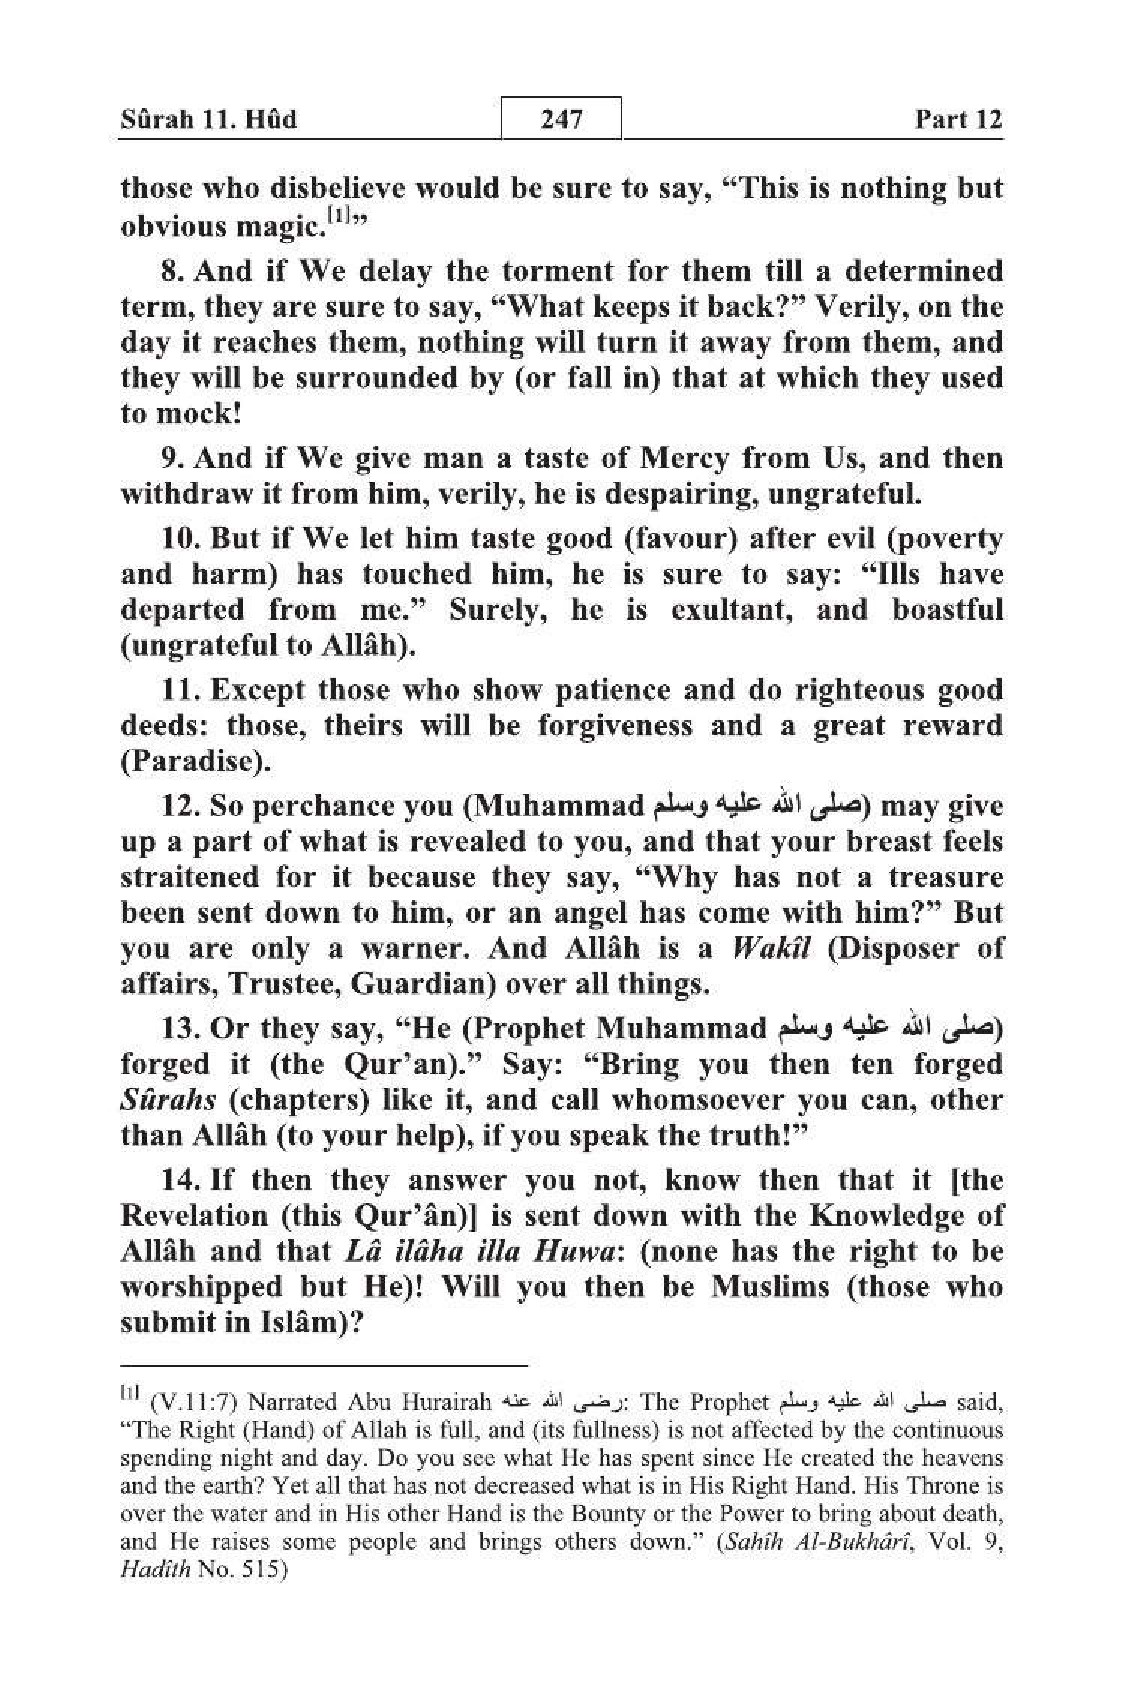 Sûrah 11. Hûd 247 Part 12
those who disbelieve would be sure to say, “This is nothing but
obvious magic.[1]”
8. And if We delay the torment for them till a determined
term, they are sure to say, “What keeps it back?” Verily, on the
day it reaches them, nothing will turn it away from them, and
they will be surrounded by (or fall in) that at which they used
to mock!
9. And if We give man a taste of Mercy from Us, and then
withdraw it from him, verily, he is despairing, ungrateful.
10. But if We let him taste good (favour) after evil (poverty
and harm) has touched him, he is sure to say: “Ills have
departed from me.” Surely, he is exultant, and boastful
(ungrateful to Allâh).
11. Except those who show patience and do righteous good
deeds: those, theirs will be forgiveness and a great reward
(Paradise).
12. So perchance you (Muhammad صلى الله عليه وسلم) may give
up a part of what is revealed to you, and that your breast feels
straitened for it because they say, “Why has not a treasure
been sent down to him, or an angel has come with him?” But
you are only a warner. And Allâh is a Wakîl (Disposer of
affairs, Trustee, Guardian) over all things.
13. Or they say, “He (Prophet Muhammad صلى الله عليه وسلم)
forged it (the Qur’an).” Say: “Bring you then ten forged
Sûrahs (chapters) like it, and call whomsoever you can, other
than Allâh (to your help), if you speak the truth!”
14. If then they answer you not, know then that it [the
Revelation (this Qur’ân)] is sent down with the Knowledge of
Allâh and that Lâ ilâha illa Huwa: (none has the right to be
worshipped but He)! Will you then be Muslims (those who
submit in Islâm)?
[1] (V.11:7) Narrated Abu Hurairah رضى الله عنه: The Prophet صلى الله عليه وسلم said,
“The Right (Hand) of Allah is full, and (its fullness) is not affected by the continuous
spending night and day. Do you see what He has spent since He created the heavens
and the earth? Yet all that has not decreased what is in His Right Hand. His Throne is
over the water and in His other Hand is the Bounty or the Power to bring about death,
and He raises some people and brings others down.” (Sahîh Al-Bukhârî, Vol. 9,
Hadîth No. 515)